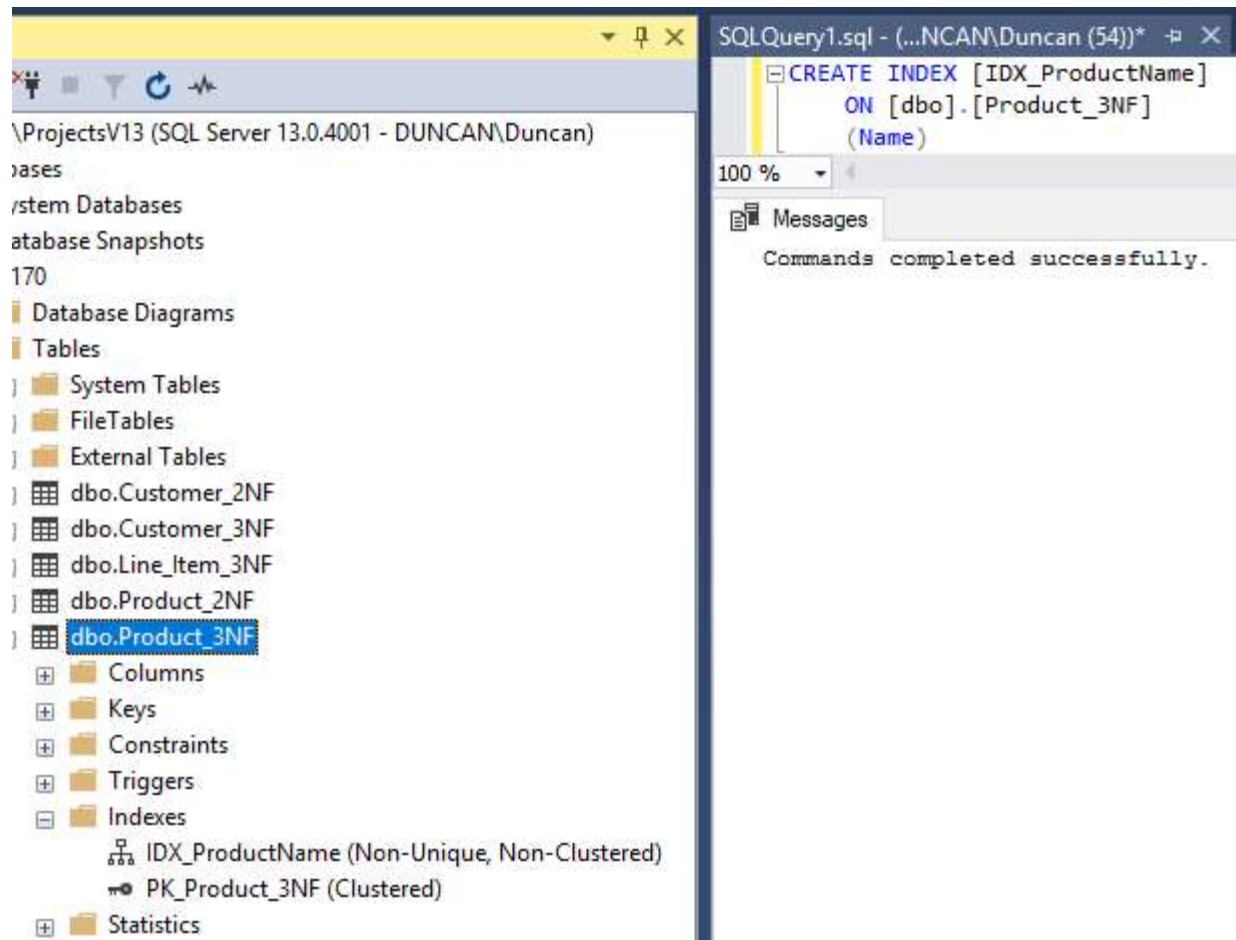 \ProjectsV13 (SQL Server 13.0.4001 - DUNCAN\Duncan)
bases
ystem Databases
atabase Snapshots
170
Database Diagrams
Tables
System Tables
FileTables
External Tables
dbo.Customer_2NF
dbo.Customer_3NF
dbo.Line_Item_3NF
dbo.Product_2NF
dbo.Product_3NF
Columns
Keys
Constraints
Triggers
Indexes
IDX_ProductName (Non-Unique, Non-Clustered)
PK_Product_3NF (Clustered)
Statistics
SQLQuery1.sql - (...NCAN\Duncan (54))*
CREATE INDEX [IDX_ProductName]
ON [dbo].[Product_3NF]
(Name)
100 %
Messages
Commands completed successfully.